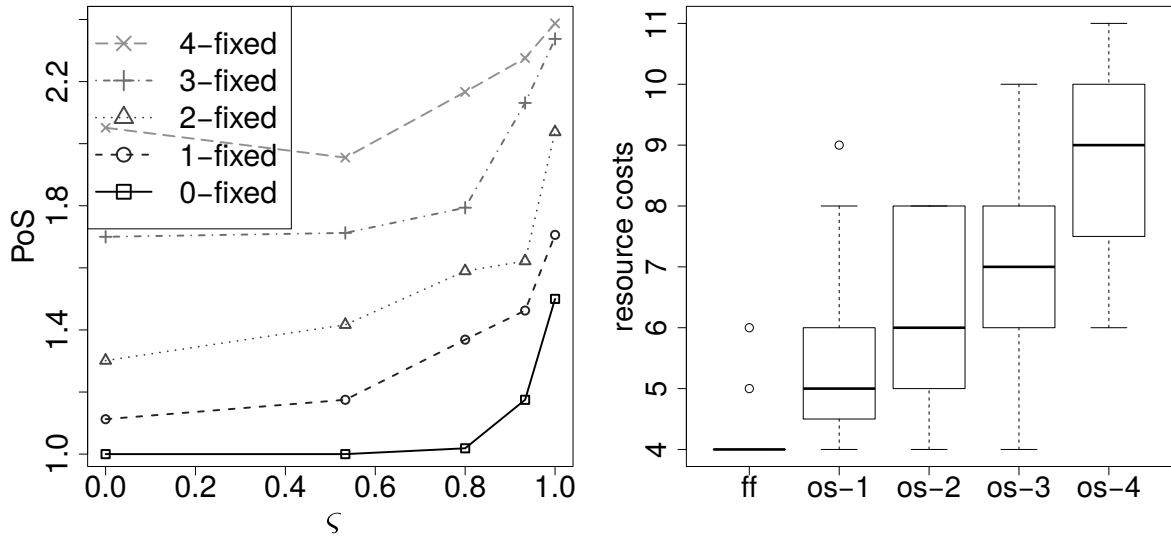 4−fixed
3−fixed
2−fixed
1−fixed
0−fixed
PoS
1.0 1.4 1.8 2.2
0.0 0.2 0.4 0.6 0.8 1.0
ς
resource costs
4 5 6 7 8 9 10 11
ff os−1 os−2 os−3 os−4